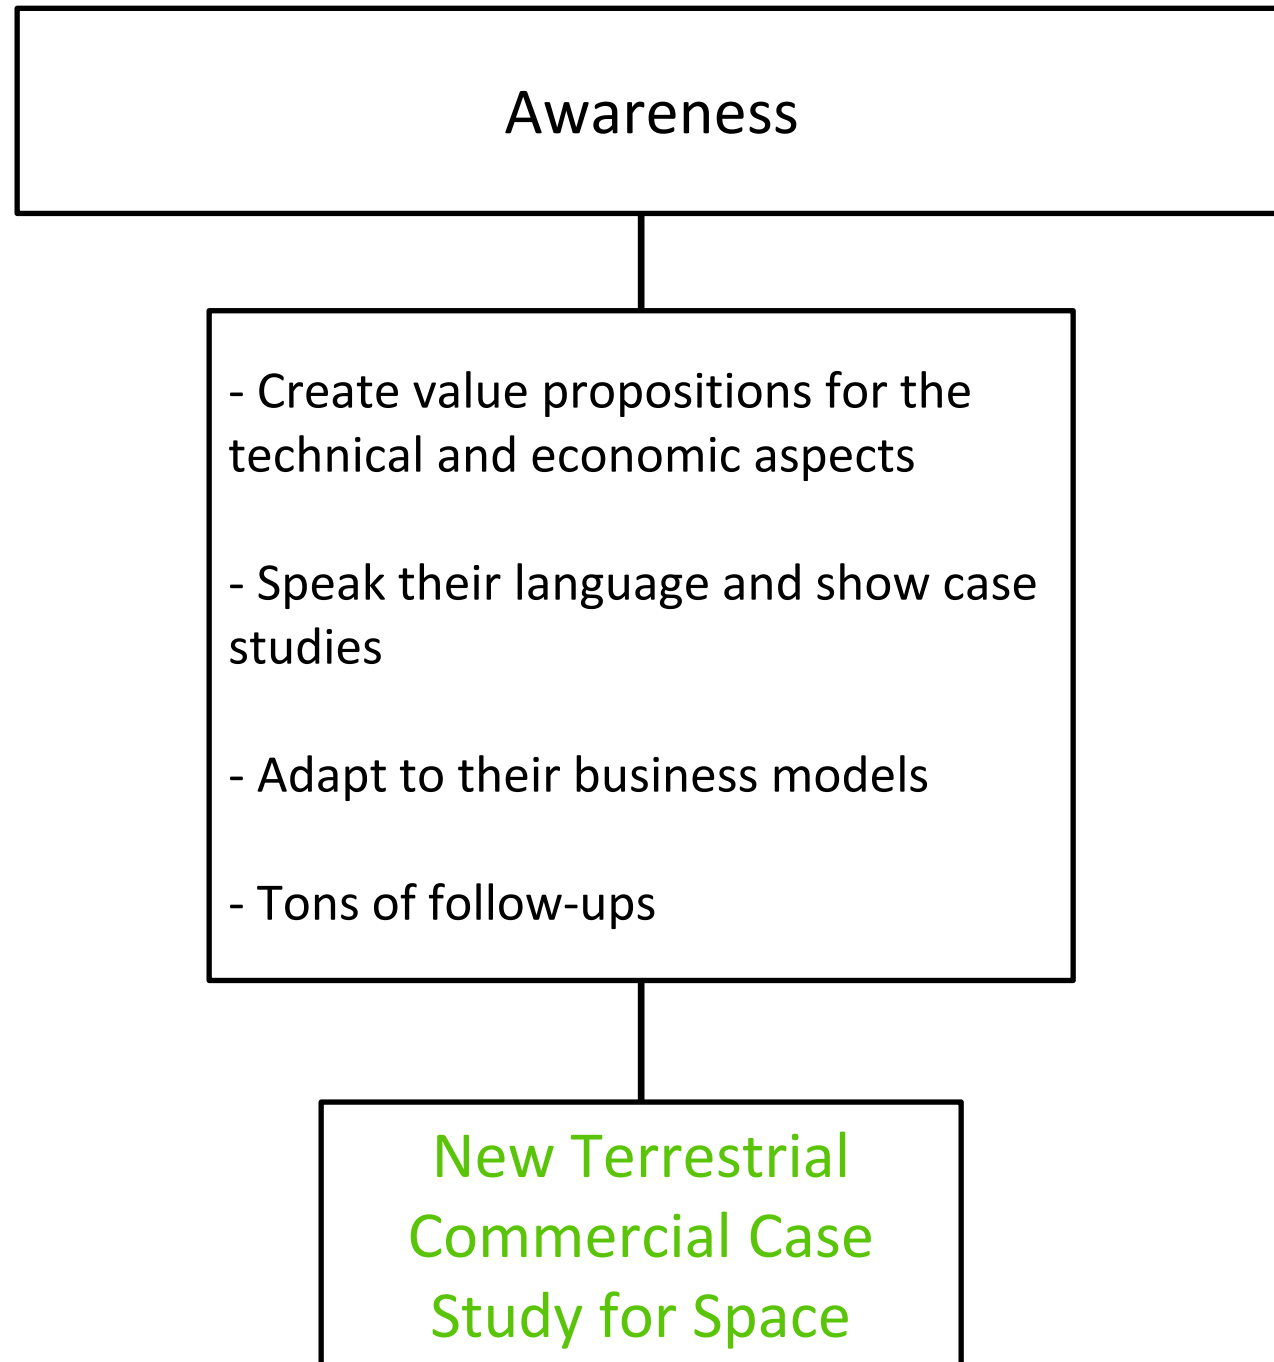 Awareness
- Create value propositions for the
technical and economic aspects
- Speak their language and show case
studies
- Adapt to their business models
- Tons of follow-ups
New Terrestrial
Commercial Case
Study for Space